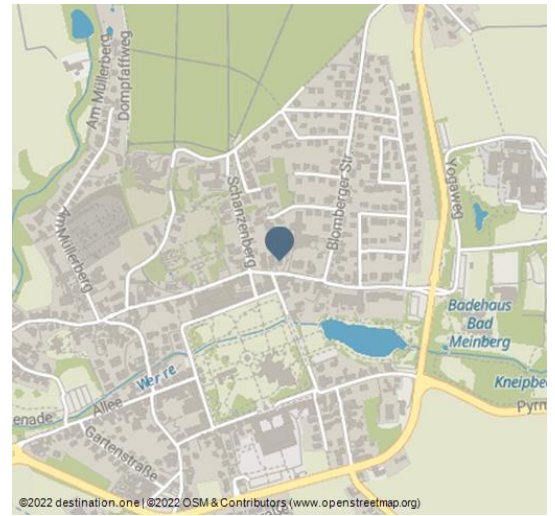 Am Müllerberg
Dompfaffweg
Am Müllerberg
Schanzenberg
Blomberger Str
Yogaweg
Badehaus
Bad
Meinberg
Kneipbe
Werre
Pyrm
Allee
enade
Gartenstraße
©2022 destination.one | ©2022 OSM & Contributors (www.openstreetmap.org)